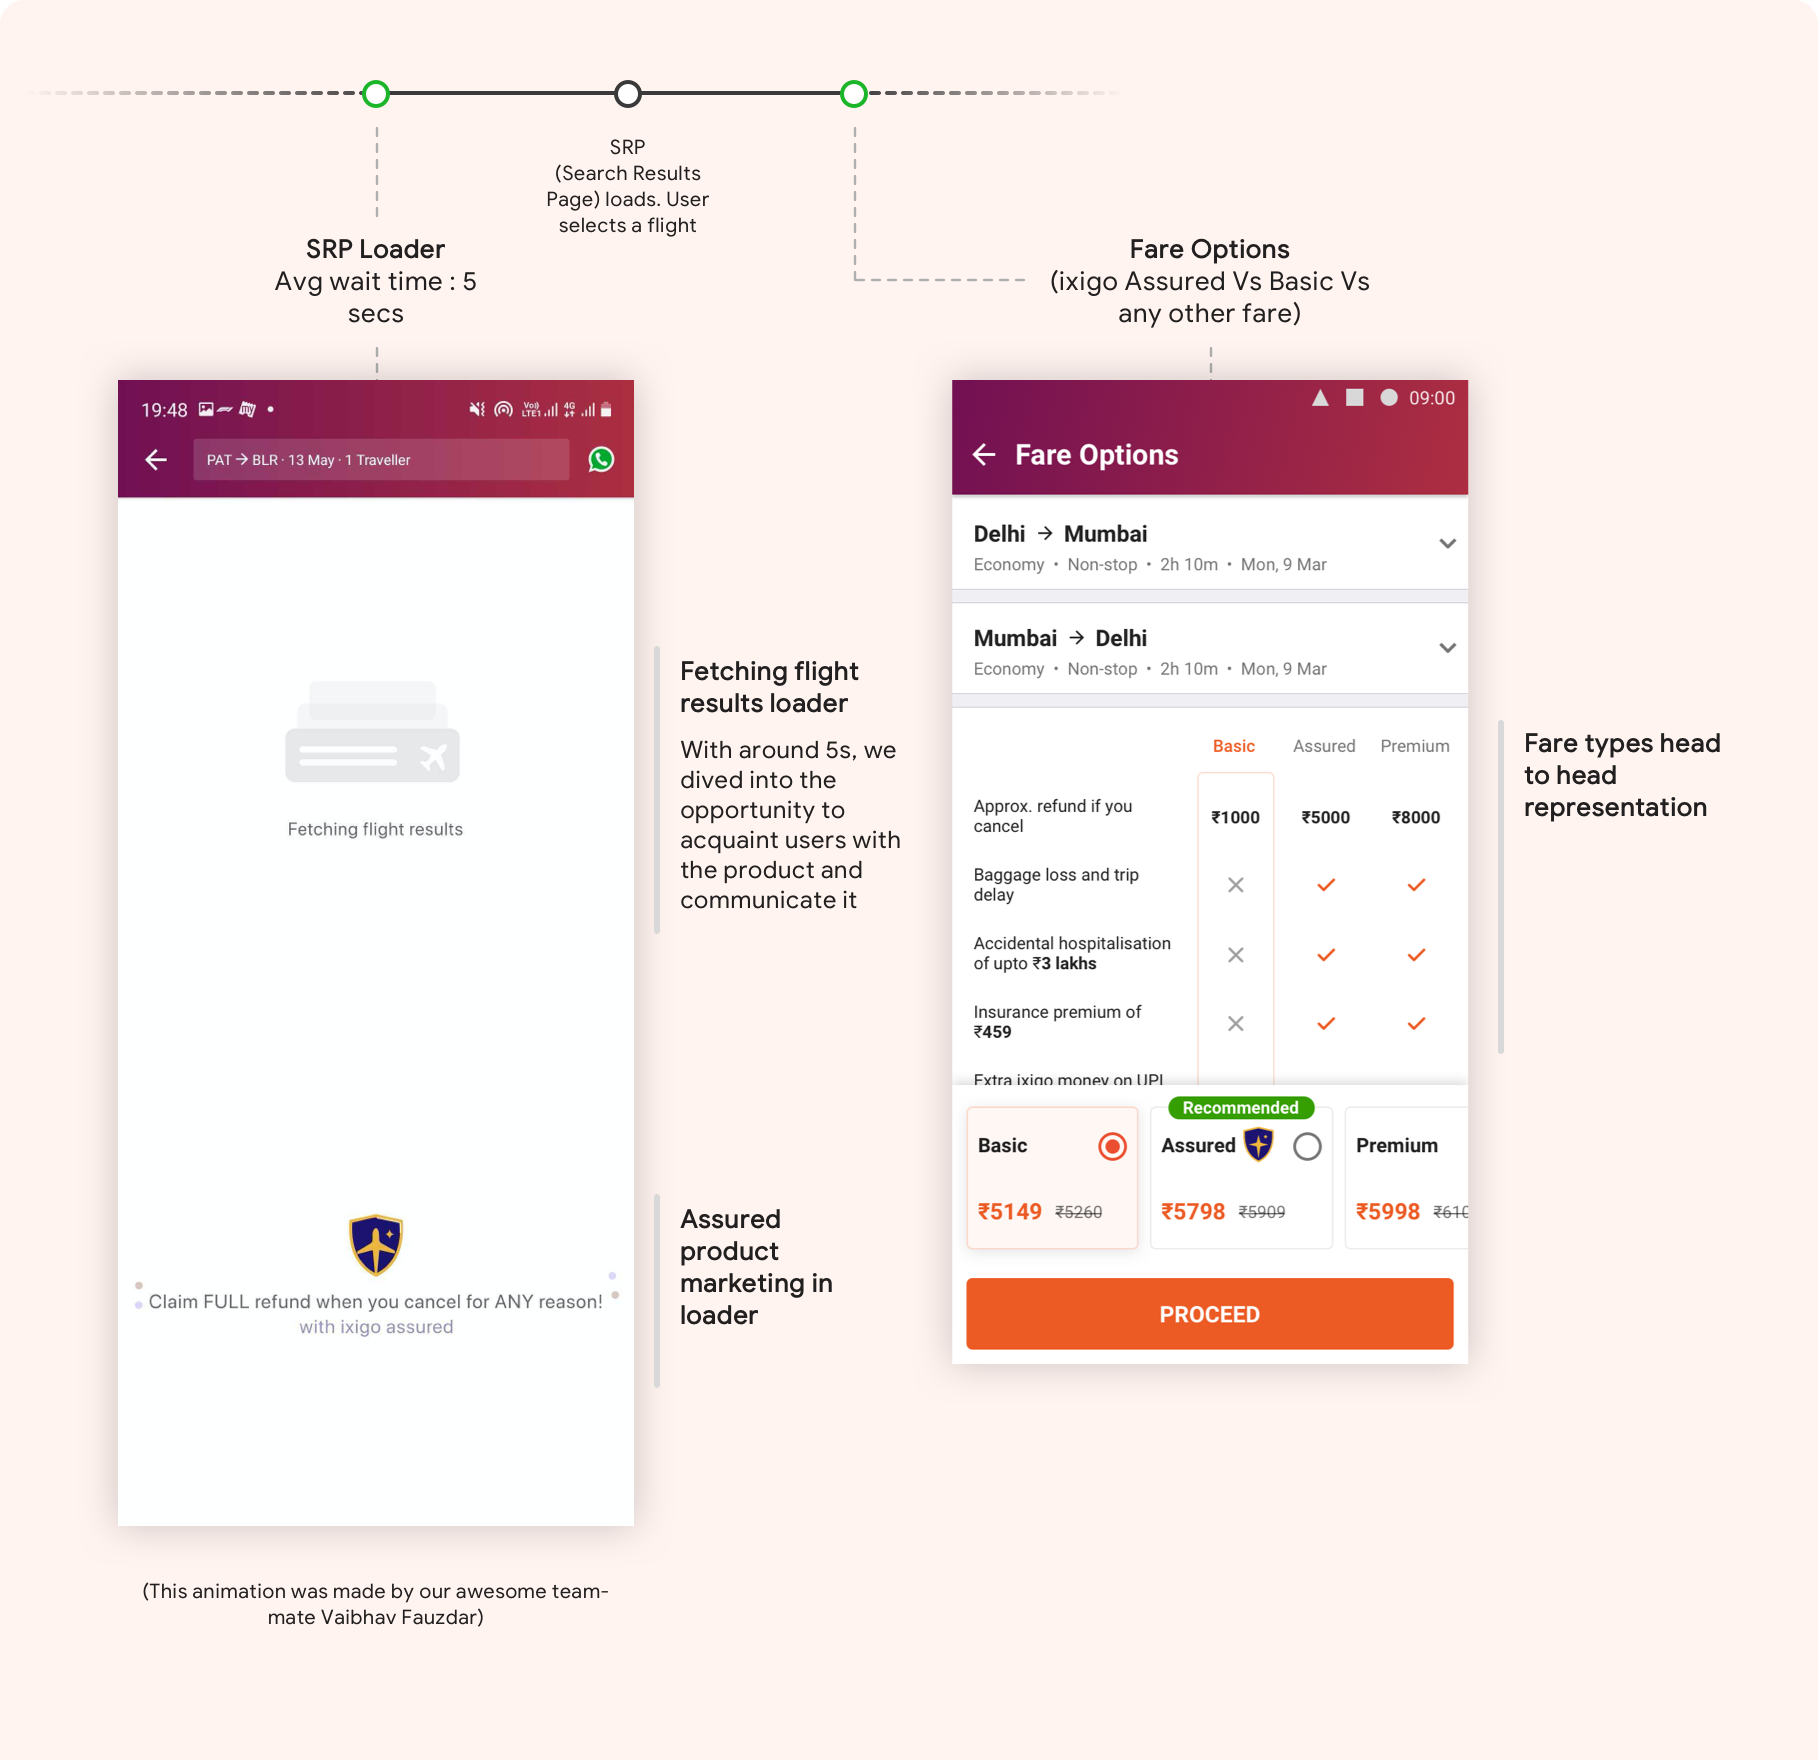 SRP
(Search Results
Page) loads. User
selects a flight
SRP Loader
Avg wait time : 5
secs
Fare Options
(ixigo Assured Vs Basic Vs
any other fare)
19:48
Vo)) LTE1 4G
PAT → BLR · 13 May · 1 Traveller
Fetching flight results
Claim FULL refund when you cancel for ANY reason!
with ixigo assured
(This animation was made by our awesome team-
mate Vaibhav Fauzdar)
Fetching flight
results loader
With around 5s, we
dived into the
opportunity to
acquaint users with
the product and
communicate it
Assured
product
marketing in
loader
09:00
Fare Options
Delhi → Mumbai
Economy • Non-stop • 2h 10m • Mon, 9 Mar
Mumbai → Delhi
Economy • Non-stop • 2h 10m • Mon, 9 Mar
Basic Assured Premium
Approx. refund if you
cancel
₹1000 ₹5000 ₹8000
Baggage loss and trip
delay
Accidental hospitalisation
of upto ₹3 lakhs
Insurance premium of
₹459
Extra ixigo money on UPI
Recommended
Basic Assured Premium
₹5149 ₹5260 ₹5798 ₹5909 ₹5998
PROCEED
Fare types head
to head
representation